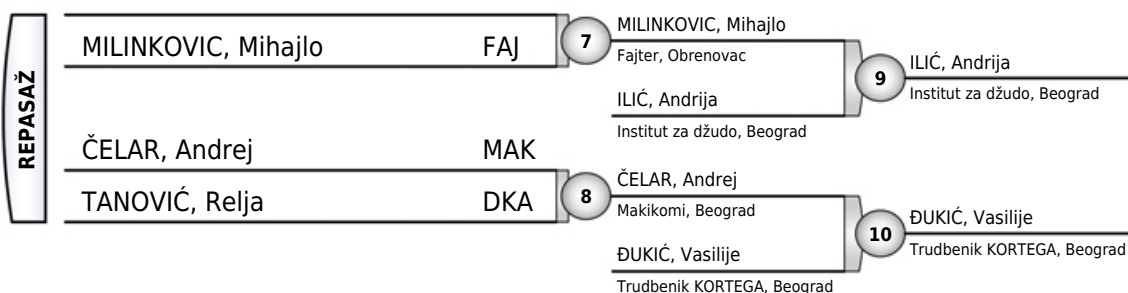 REPASAŽ
MILINKOVIC, Mihajlo FAJ
7
MILINKOVIC, Mihajlo
Fajter, Obrenovac
ILIĆ, Andrija
Institut za džudo, Beograd
9
ILIĆ, Andrija
Institut za džudo, Beograd
ČELAR, Andrej MAK
TANOVIĆ, Relja DKA
8
ČELAR, Andrej
Makikomi, Beograd
ĐUKIĆ, Vasilije
Trudbenik KORTEGA, Beograd
10
ĐUKIĆ, Vasilije
Trudbenik KORTEGA, Beograd